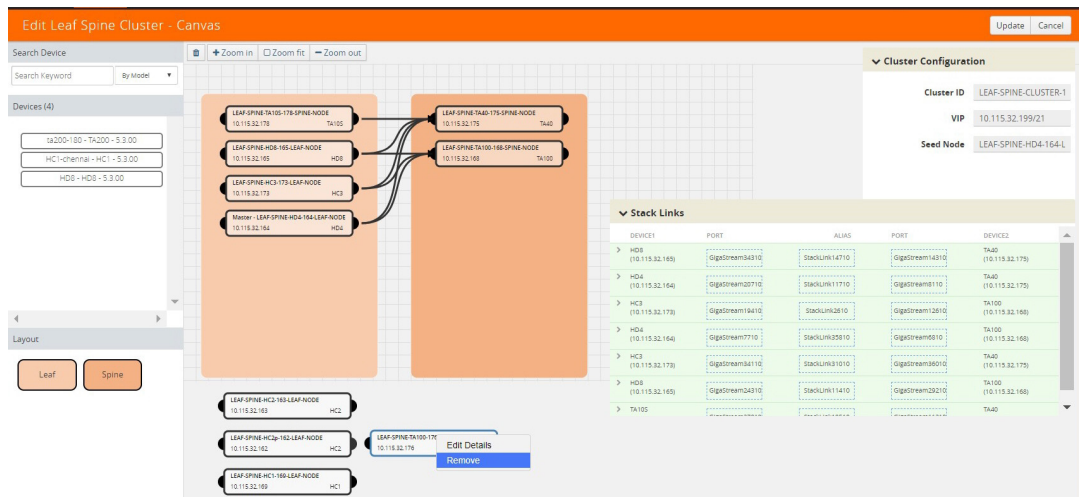 Edit Leaf Spine Cluster - Canvas
Update Cancel
Search Device
Search Keyword By Model
Devices (4)
ta200-180 - TA200 - 5.3.00
HC1-chennai - HC1 - 5.3.00
HD8 - HD8 - 5.3.00
Layout
Leaf Spine
Zoom in Zoom fit Zoom out
LEAF-SPINE-TA10S-178-SPINE-NODE
10.115.32.178 TA10S
LEAF-SPINE-HD8-165-LEAF-NODE
10.115.32.165 HD8
LEAF-SPINE-HC3-173-LEAF-NODE
10.115.32.173 HC3
Master - LEAF-SPINE-HD4-164-LEAF-NODE
10.115.32.164 HD4
LEAF-SPINE-TA40-175-SPINE-NODE
10.115.32.175 TA40
LEAF-SPINE-TA100-168-SPINE-NODE
10.115.32.168 TA100
LEAF-SPINE-HC2-163-LEAF-NODE
10.115.32.163 HC2
LEAF-SPINE-HC2p-162-LEAF-NODE
10.115.32.162 HC2
LEAF-SPINE-TA100-176
10.115.32.176
Edit Details
Remove
LEAF-SPINE-HC1-169-LEAF-NODE
10.115.32.169 HC1
Cluster Configuration
Cluster ID LEAF-SPINE-CLUSTER-1
VIP 10.115.32.199/21
Seed Node LEAF-SPINE-HD4-164-L
Stack Links
DEVICE1 PORT ALIAS PORT DEVICE2
HD8 TA40
(10.115.32.165) GigaStream34310 StackLink14710 GigaStream14310 (10.115.32.175)
HD4 TA40
(10.115.32.164) GigaStream20710 StackLink11710 GigaStream8110 (10.115.32.175)
HC3 TA100
(10.115.32.173) GigaStream19410 StackLink2610 GigaStream12610 (10.115.32.168)
HD4 TA100
(10.115.32.164) GigaStream7710 StackLink35810 GigaStream6810 (10.115.32.168)
HC3 TA40
(10.115.32.173) GigaStream34110 StackLink31010 GigaStream36010 (10.115.32.175)
HD8 TA100
(10.115.32.165) GigaStream24310 StackLink11410 GigaStream29210 (10.115.32.168)
TA10S TA40